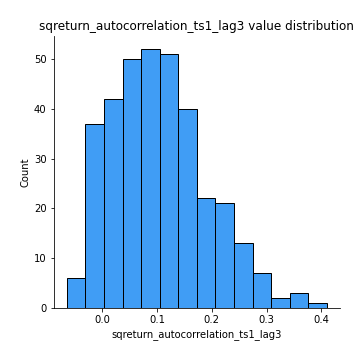 sqreturn_autocorrelation_ts1_lag3 value distribution
50
40
30
20
10
0
Count
0.0 0.1 0.2 0.3 0.4
sqreturn_autocorrelation_ts1_lag3